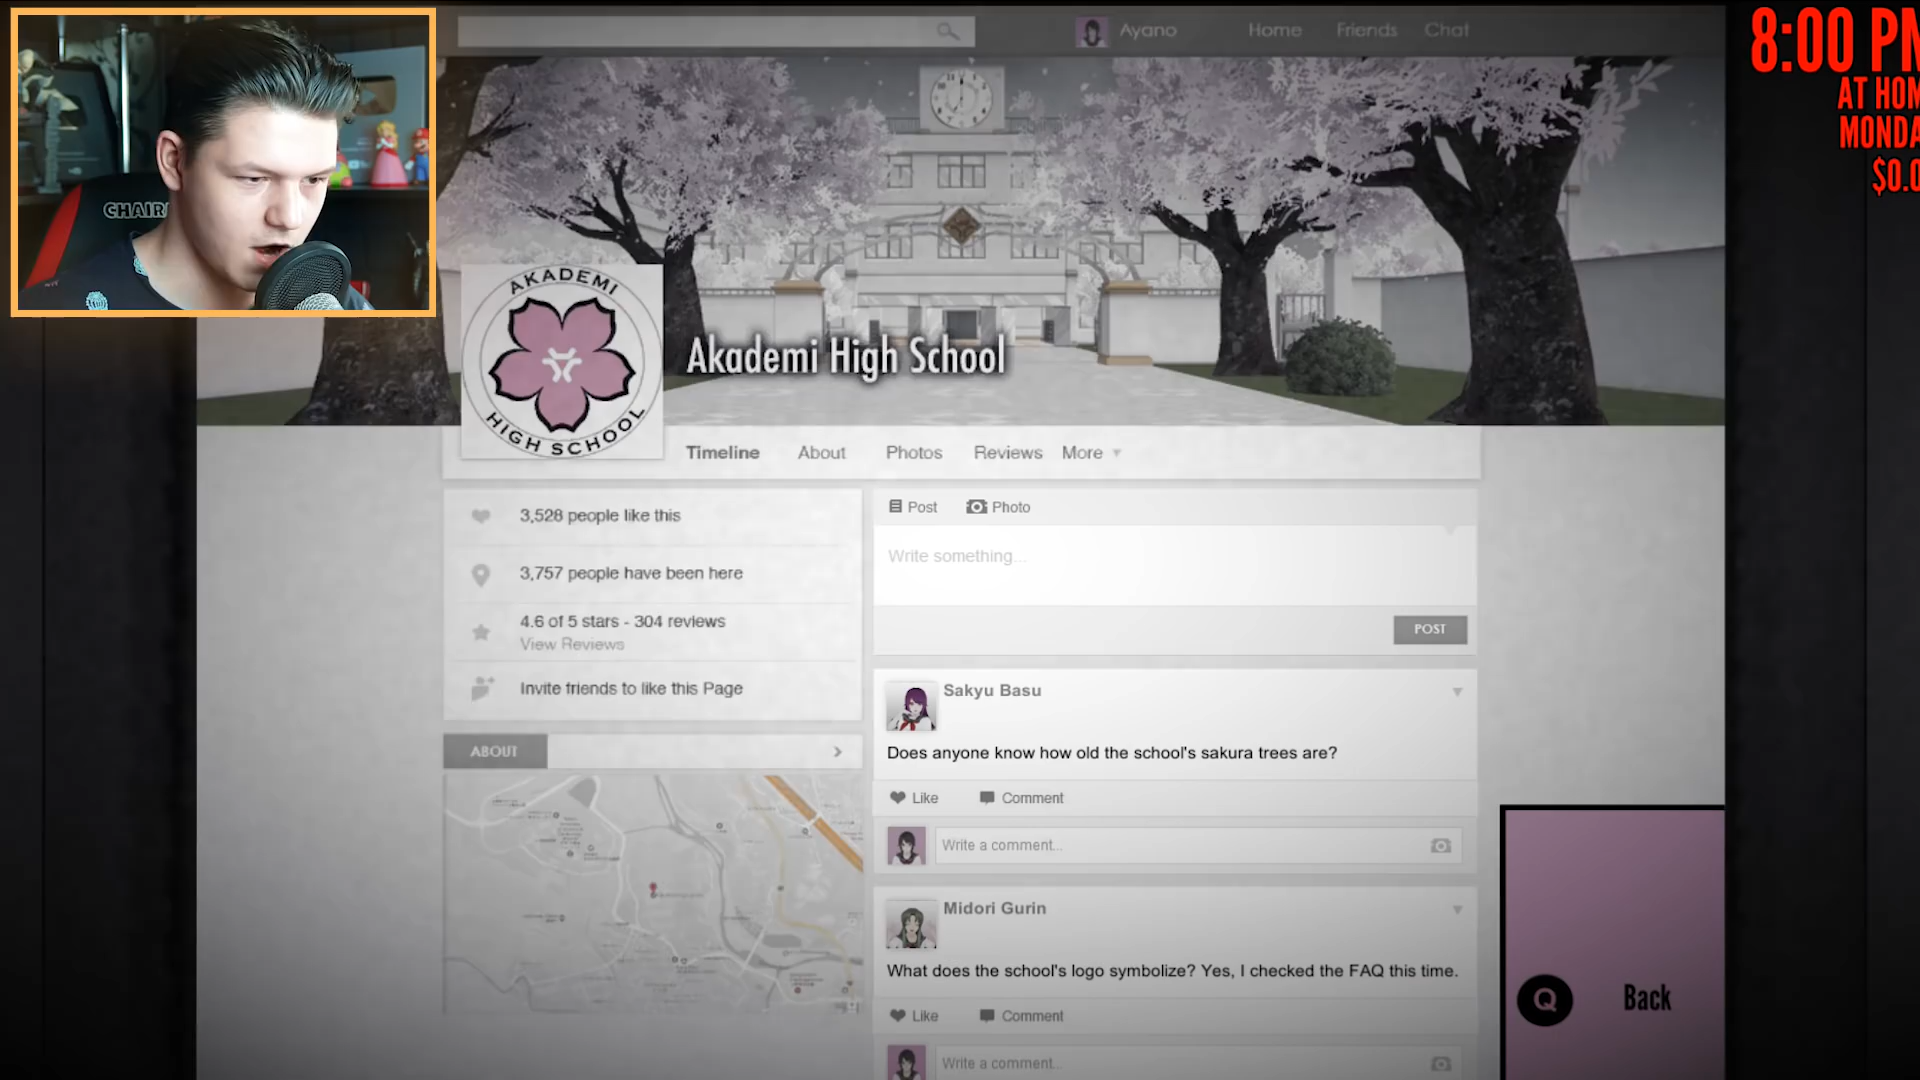 Ayano
Home
Friends
Chat
8:00 PM
AT HOM
MONDA
$0.0
CHAIR
AKADEMI
HIGH SCHOOL
Akademi High School
Timeline
About
Photos
Reviews
More
3,528 people like this
3,757 people have been here
4.6 of 5 stars - 304 reviews
View Reviews
Invite friends to like this Page
ABOUT
Post
Photo
Write something...
POST
Sakyu Basu
Does anyone know how old the school's sakura trees are?
Like
Comment
Write a comment...
Midori Gurin
What does the school's logo symbolize? Yes, I checked the FAQ this time.
Like
Comment
Write a comment...
Q
Back